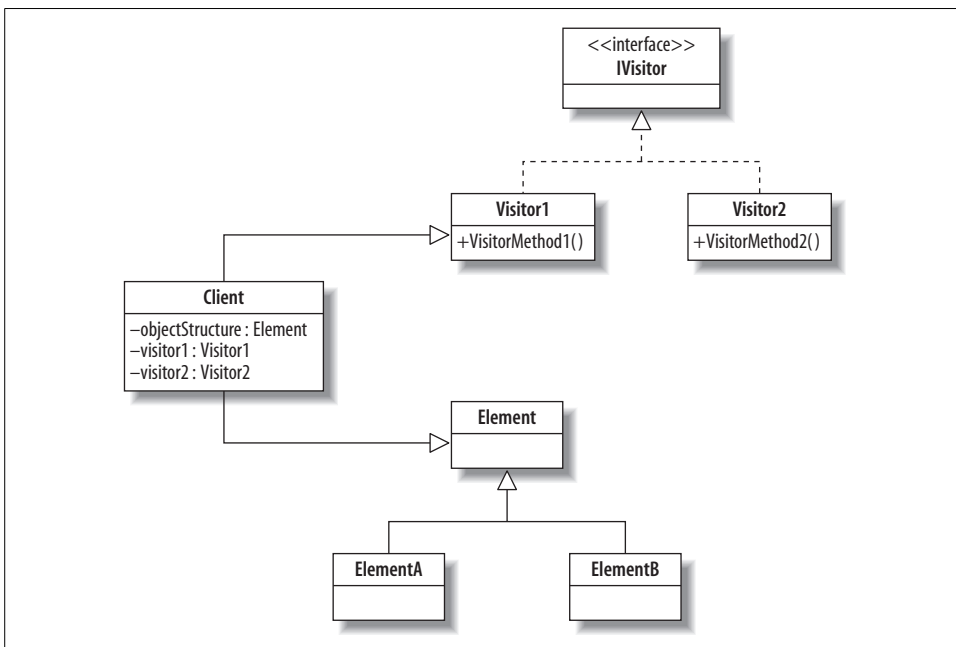 <<interface>>
IVisitor
Visitor1
+VisitorMethod1()
Visitor2
+VisitorMethod2()
Client
–objectStructure : Element
–visitor1 : Visitor1
–visitor2 : Visitor2
Element
ElementA
ElementB